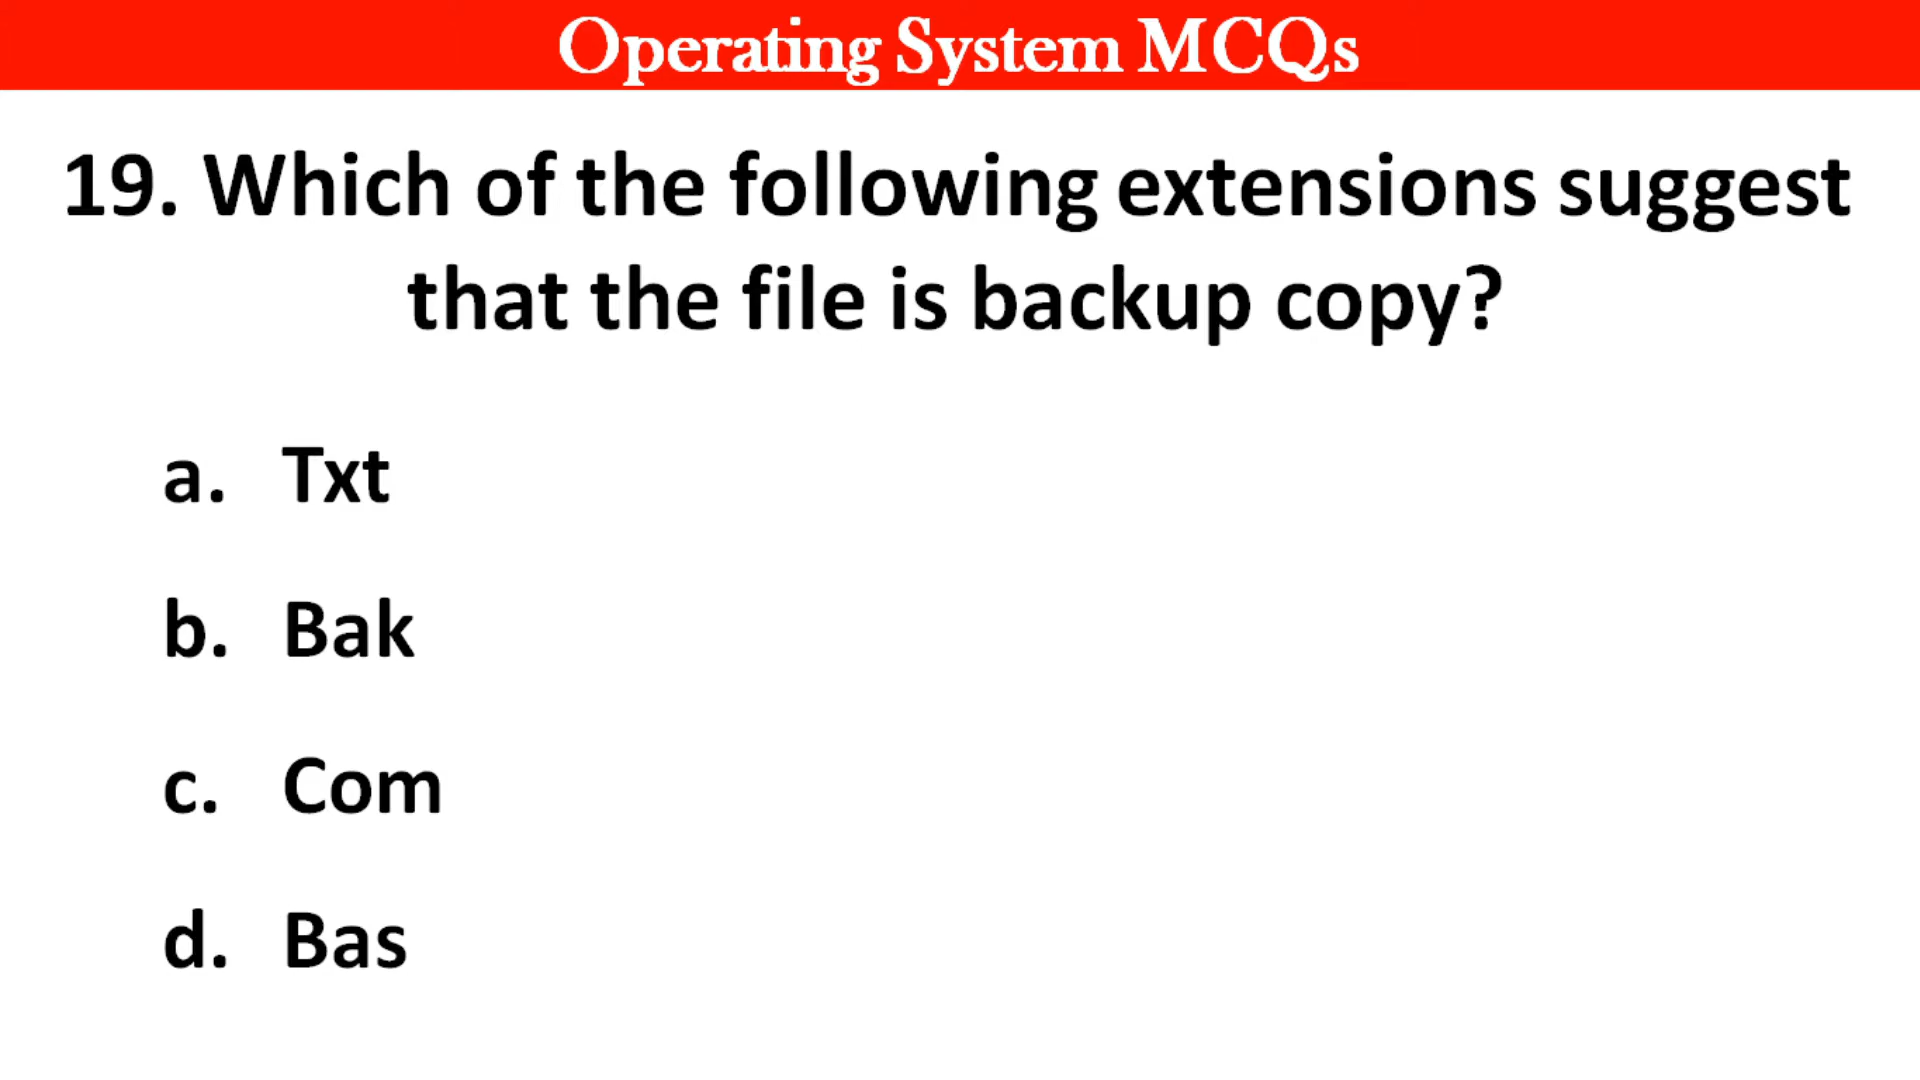 Operating System MCQs
19. Which of the following extensions suggest
that the file is backup copy?
a. Txt
b. Bak
c. Com
d. Bas